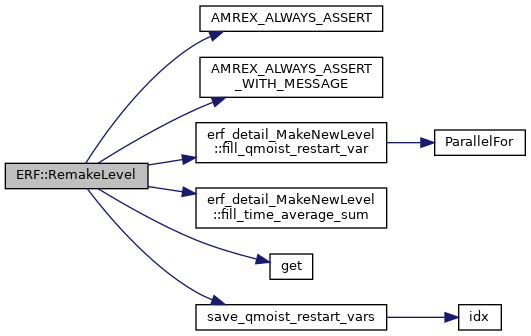 AMREX_ALWAYS_ASSERT
AMREX_ALWAYS_ASSERT
_WITH_MESSAGE
erf_detail_MakeNewLevel
::fill_qmoist_restart_var
ParallelFor
ERF::RemakeLevel
erf_detail_MakeNewLevel
::fill_time_average_sum
get
save_qmoist_restart_vars
idx